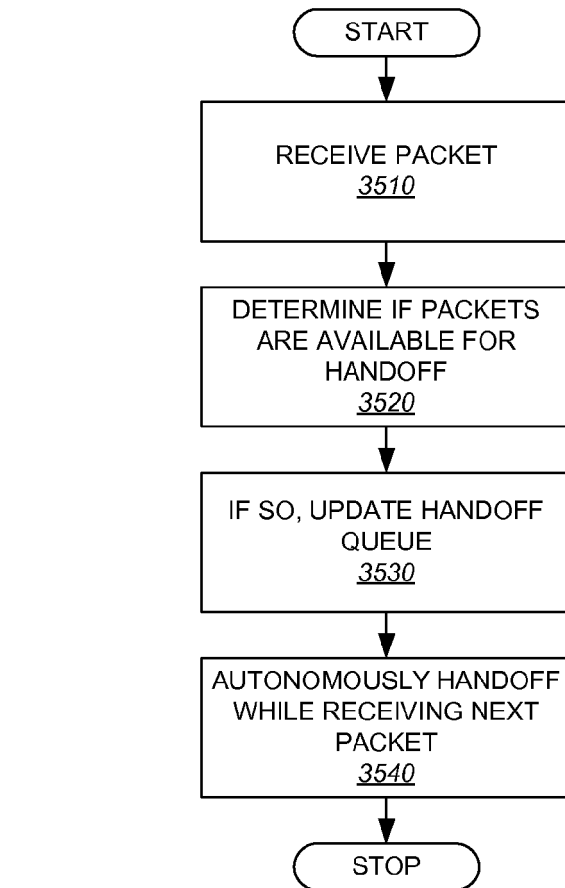 START
RECEIVE PACKET
3510
DETERMINE IF PACKETS
ARE AVAILABLE FOR
HANDOFF
3520
IF SO, UPDATE HANDOFF
QUEUE
3530
AUTONOMOUSLY HANDOFF
WHILE RECEIVING NEXT
PACKET
3540
STOP